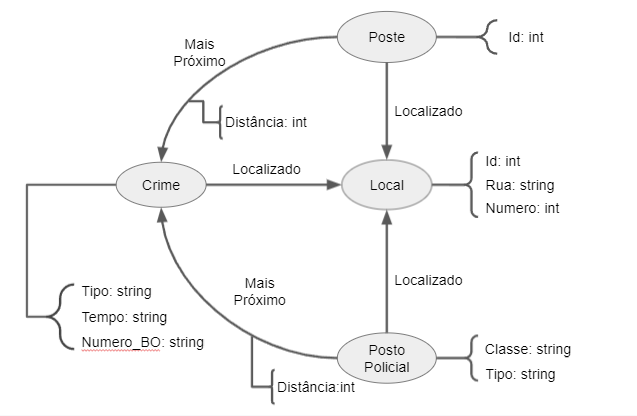 Poste
Id: int
Mais
Próximo
Localizado
Distância: int
Id: int
Localizado
Crime
Local
Rua: string
Numero: int
Mais
Próximo
Localizado
Tipo: string
Tempo: string
Numero_BO: string
Posto
Policial
Classe: string
Tipo: string
Distância:int